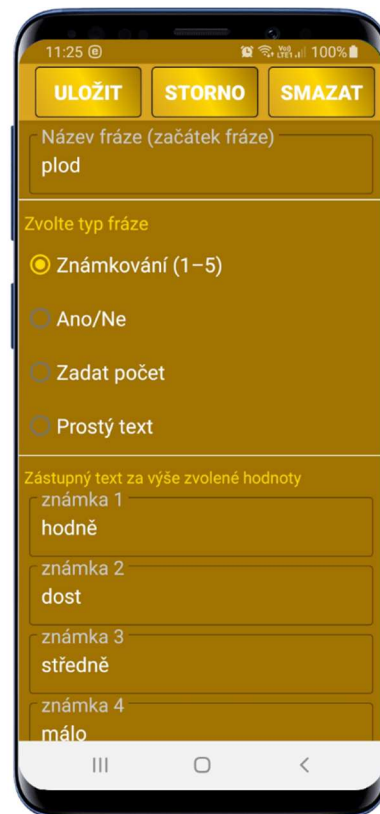 11:25
100%
ULOŽIT STORNO SMAZAT
Název fráze (začátek fráze)
plod
Zvolte typ fráze
Známkování (1–5)
Ano/Ne
Zadat počet
Prostý text
Zástupný text za výše zvolené hodnoty
známka 1
hodně
známka 2
dost
známka 3
středně
známka 4
málo